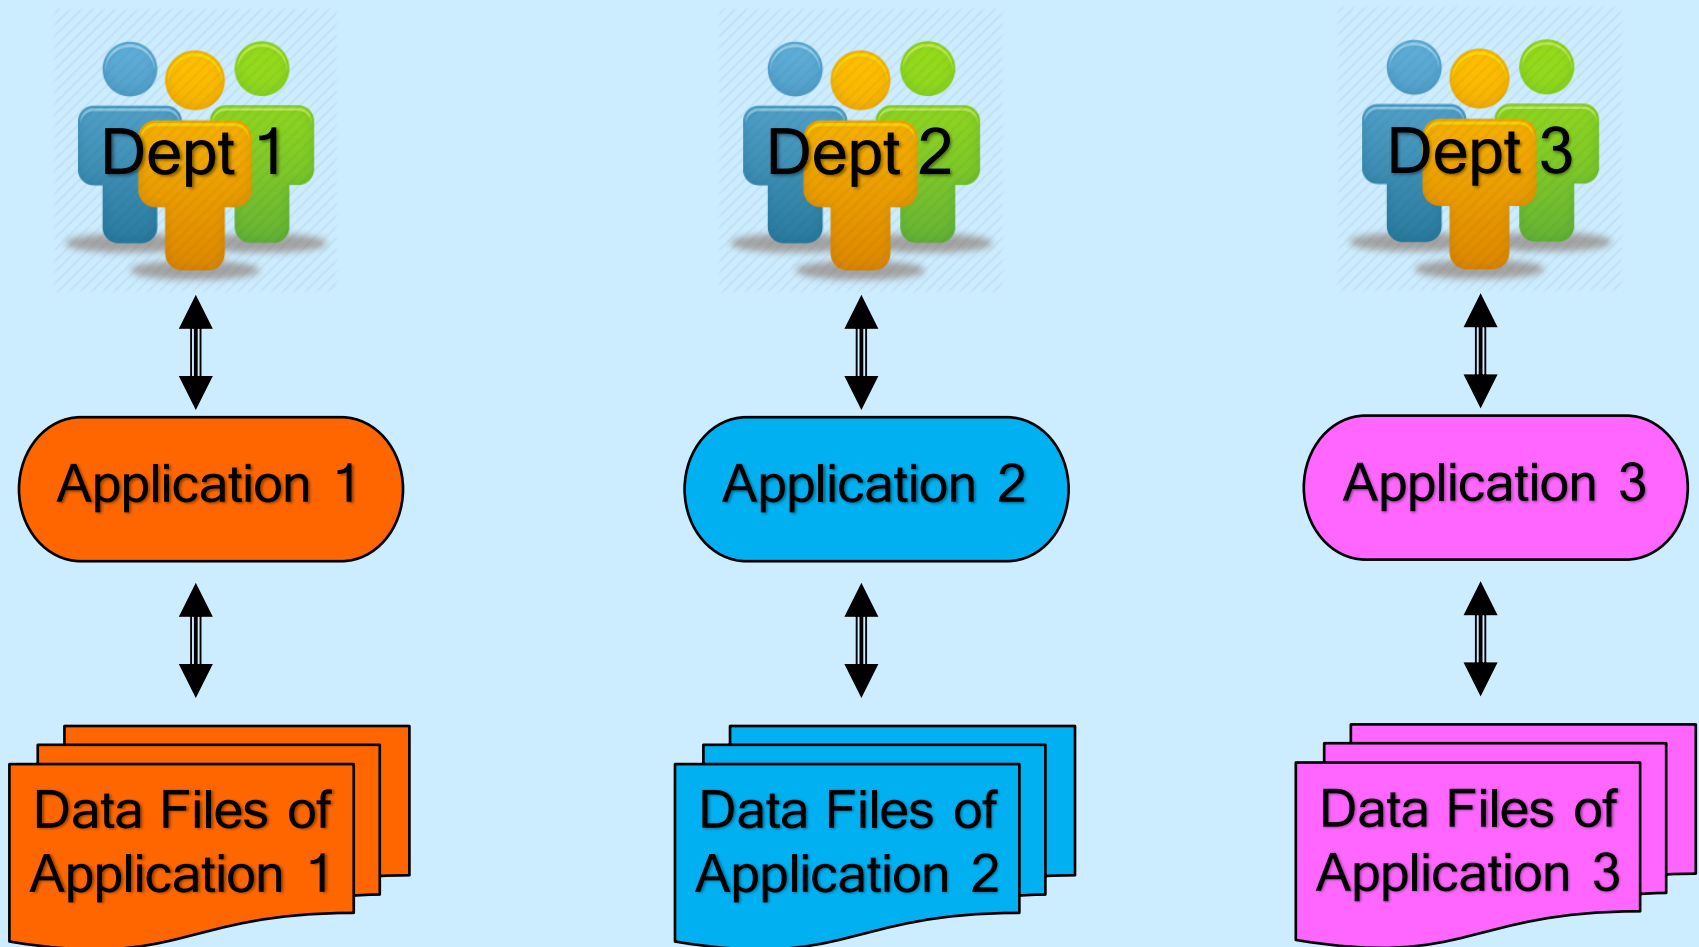 Dept 1
Dept 2
Dept 3
Application 1
Application 2
Application 3
Data Files of
Application 1
Data Files of
Application 2
Data Files of
Application 3